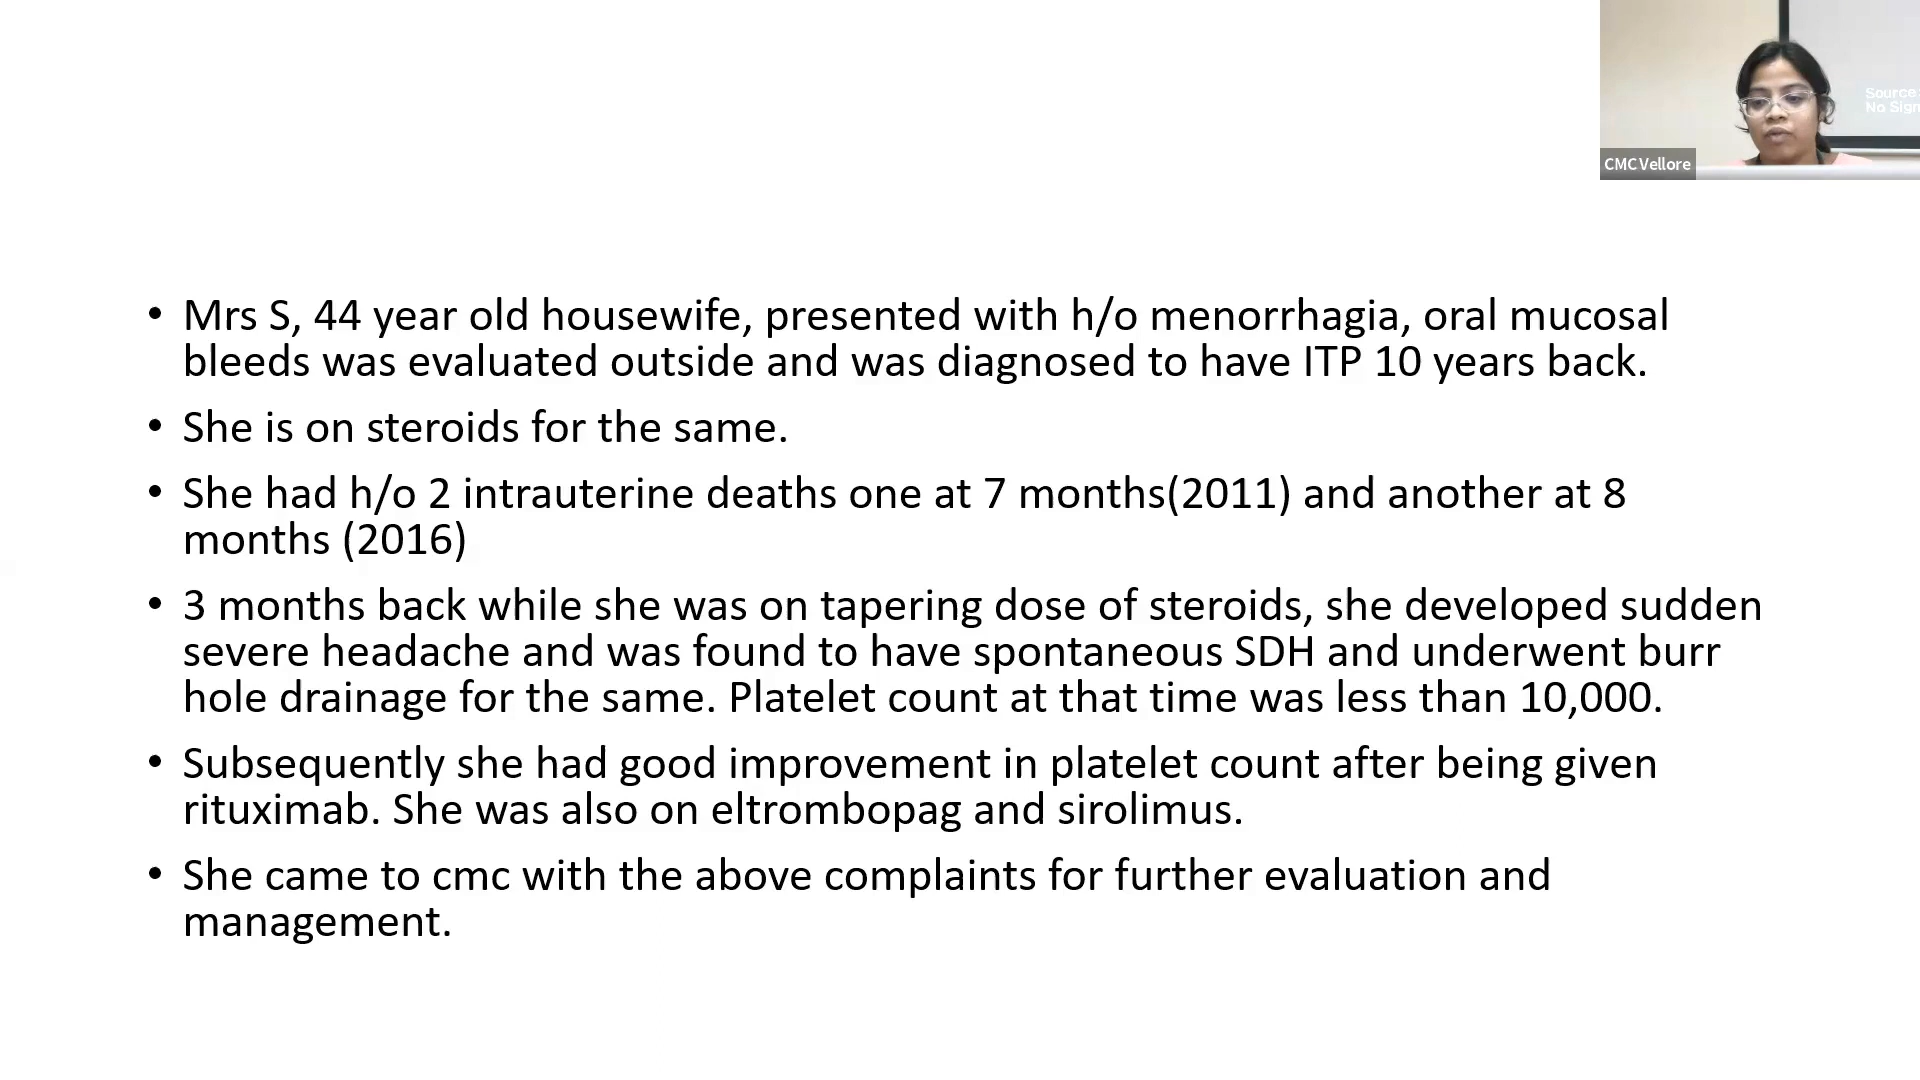 Source
No Sign
CMC Vellore
• Mrs S, 44 year old housewife, presented with h/o menorrhagia, oral mucosal
bleeds was evaluated outside and was diagnosed to have ITP 10 years back.
• She is on steroids for the same.
• She had h/o 2 intrauterine deaths one at 7 months(2011) and another at 8
months (2016)
• 3 months back while she was on tapering dose of steroids, she developed sudden
severe headache and was found to have spontaneous SDH and underwent burr
hole drainage for the same. Platelet count at that time was less than 10,000.
• Subsequently she had good improvement in platelet count after being given
rituximab. She was also on eltrombopag and sirolimus.
• She came to cmc with the above complaints for further evaluation and
management.